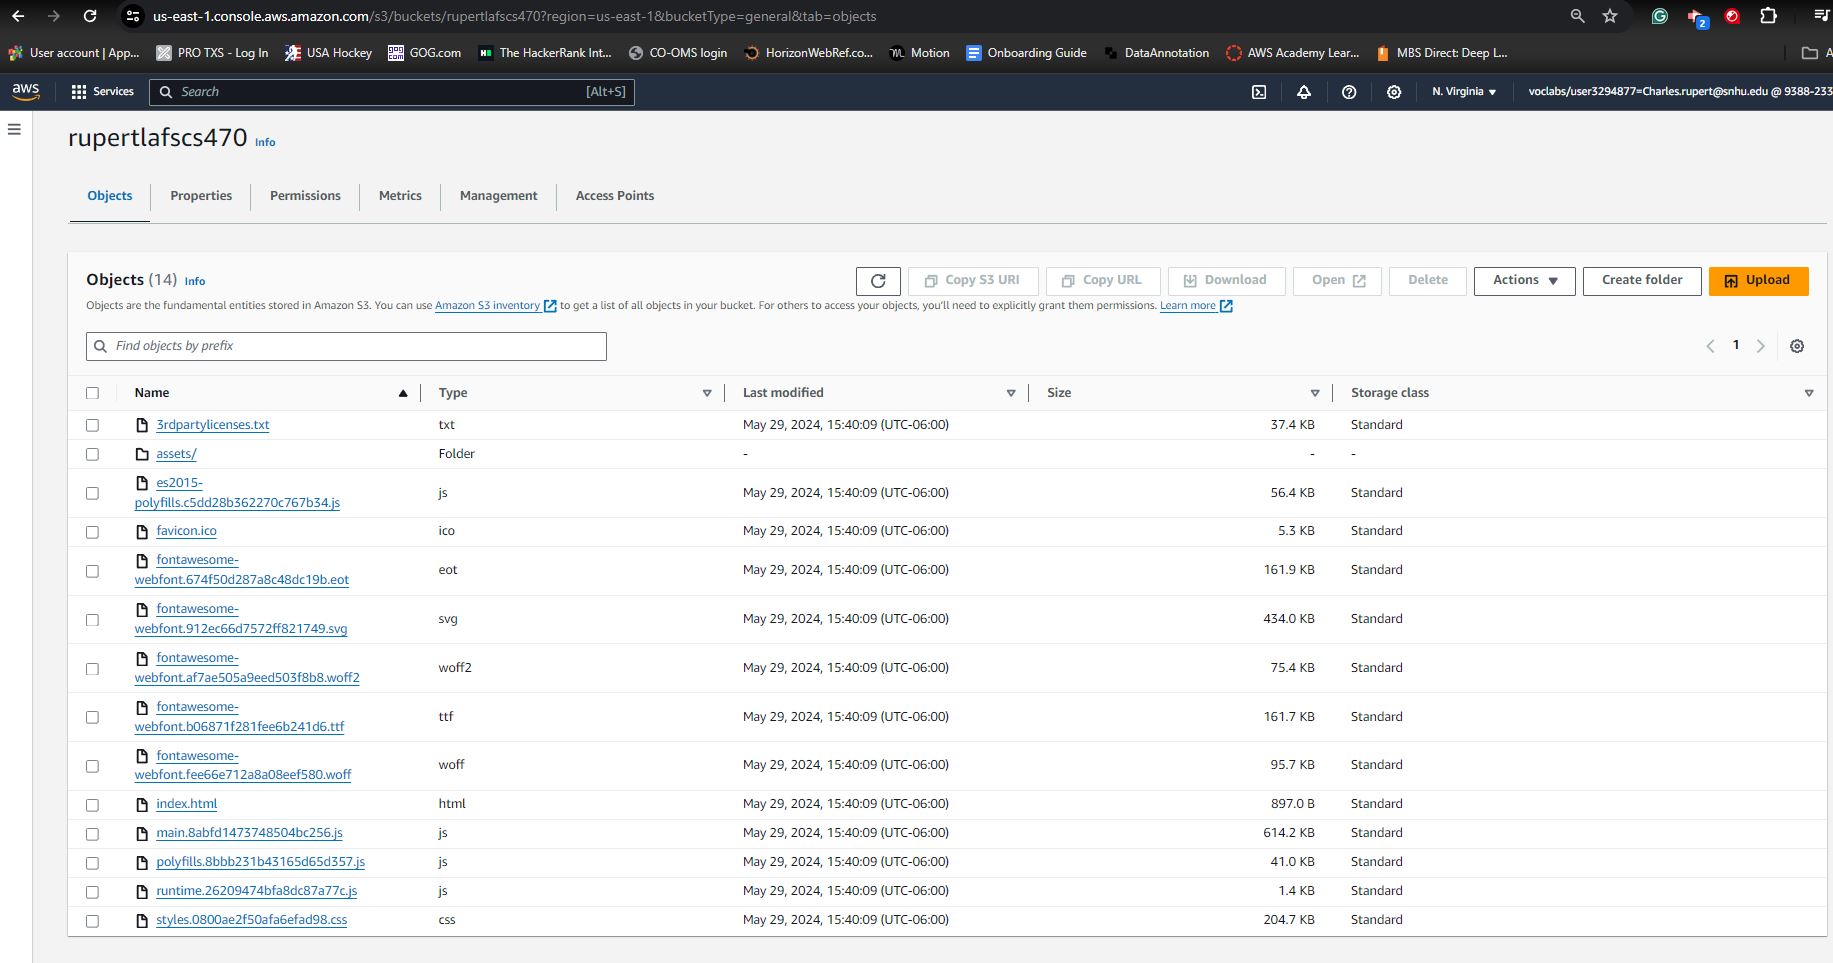 us-east-1.console.aws.amazon.com/s3/buckets/rupertlafscs470?region=us-east-1&bucketType=general&tab=objects
2
User account | App...
PRO TXS - Log In
USA Hockey
GOG.com
The HackerRank Int...
CO-OMS login
HorizonWebRef.co...
Motion
Onboarding Guide
DataAnnotation
AWS Academy Lear...
MBS Direct: Deep L...
A
aws
Services
Search
[Alt+S]
N. Virginia
voclabs/user3294877=Charles.rupert@snhu.edu @ 9388-233
rupertlafscs470 Info
Objects
Properties
Permissions
Metrics
Management
Access Points
Objects (14) Info
Copy S3 URI
Copy URL
Download
Open
Delete
Actions
Create folder
Upload
Objects are the fundamental entities stored in Amazon S3. You can use Amazon S3 inventory to get a list of all objects in your bucket. For others to access your objects, you'll need to explicitly grant them permissions. Learn more
Find objects by prefix
1
Name Type Last modified Size Storage class
3rdpartylicenses.txt txt May 29, 2024, 15:40:09 (UTC-06:00) 37.4 KB Standard
assets/ Folder - - -
es2015-
polyfills.c5dd28b362270c767b34.js js May 29, 2024, 15:40:09 (UTC-06:00) 56.4 KB Standard
favicon.ico ico May 29, 2024, 15:40:09 (UTC-06:00) 5.3 KB Standard
fontawesome-
webfont.674f50d287a8c48dc19b.eot eot May 29, 2024, 15:40:09 (UTC-06:00) 161.9 KB Standard
fontawesome-
webfont.912ec66d7572ff821749.svg svg May 29, 2024, 15:40:09 (UTC-06:00) 434.0 KB Standard
fontawesome-
webfont.af7ae505a9eed503f8b8.woff2 woff2 May 29, 2024, 15:40:09 (UTC-06:00) 75.4 KB Standard
fontawesome-
webfont.b06871f281fee6b241d6.ttf ttf May 29, 2024, 15:40:09 (UTC-06:00) 161.7 KB Standard
fontawesome-
webfont.fee66e712a8a08eef580.woff woff May 29, 2024, 15:40:09 (UTC-06:00) 95.7 KB Standard
index.html html May 29, 2024, 15:40:09 (UTC-06:00) 897.0 B Standard
main.8abfd1473748504bc256.js js May 29, 2024, 15:40:09 (UTC-06:00) 614.2 KB Standard
polyfills.8bbb231b43165d65d357.js js May 29, 2024, 15:40:09 (UTC-06:00) 41.0 KB Standard
runtime.26209474bfa8dc87a77c.js js May 29, 2024, 15:40:09 (UTC-06:00) 1.4 KB Standard
styles.0800ae2f50afa6efad98.css css May 29, 2024, 15:40:09 (UTC-06:00) 204.7 KB Standard